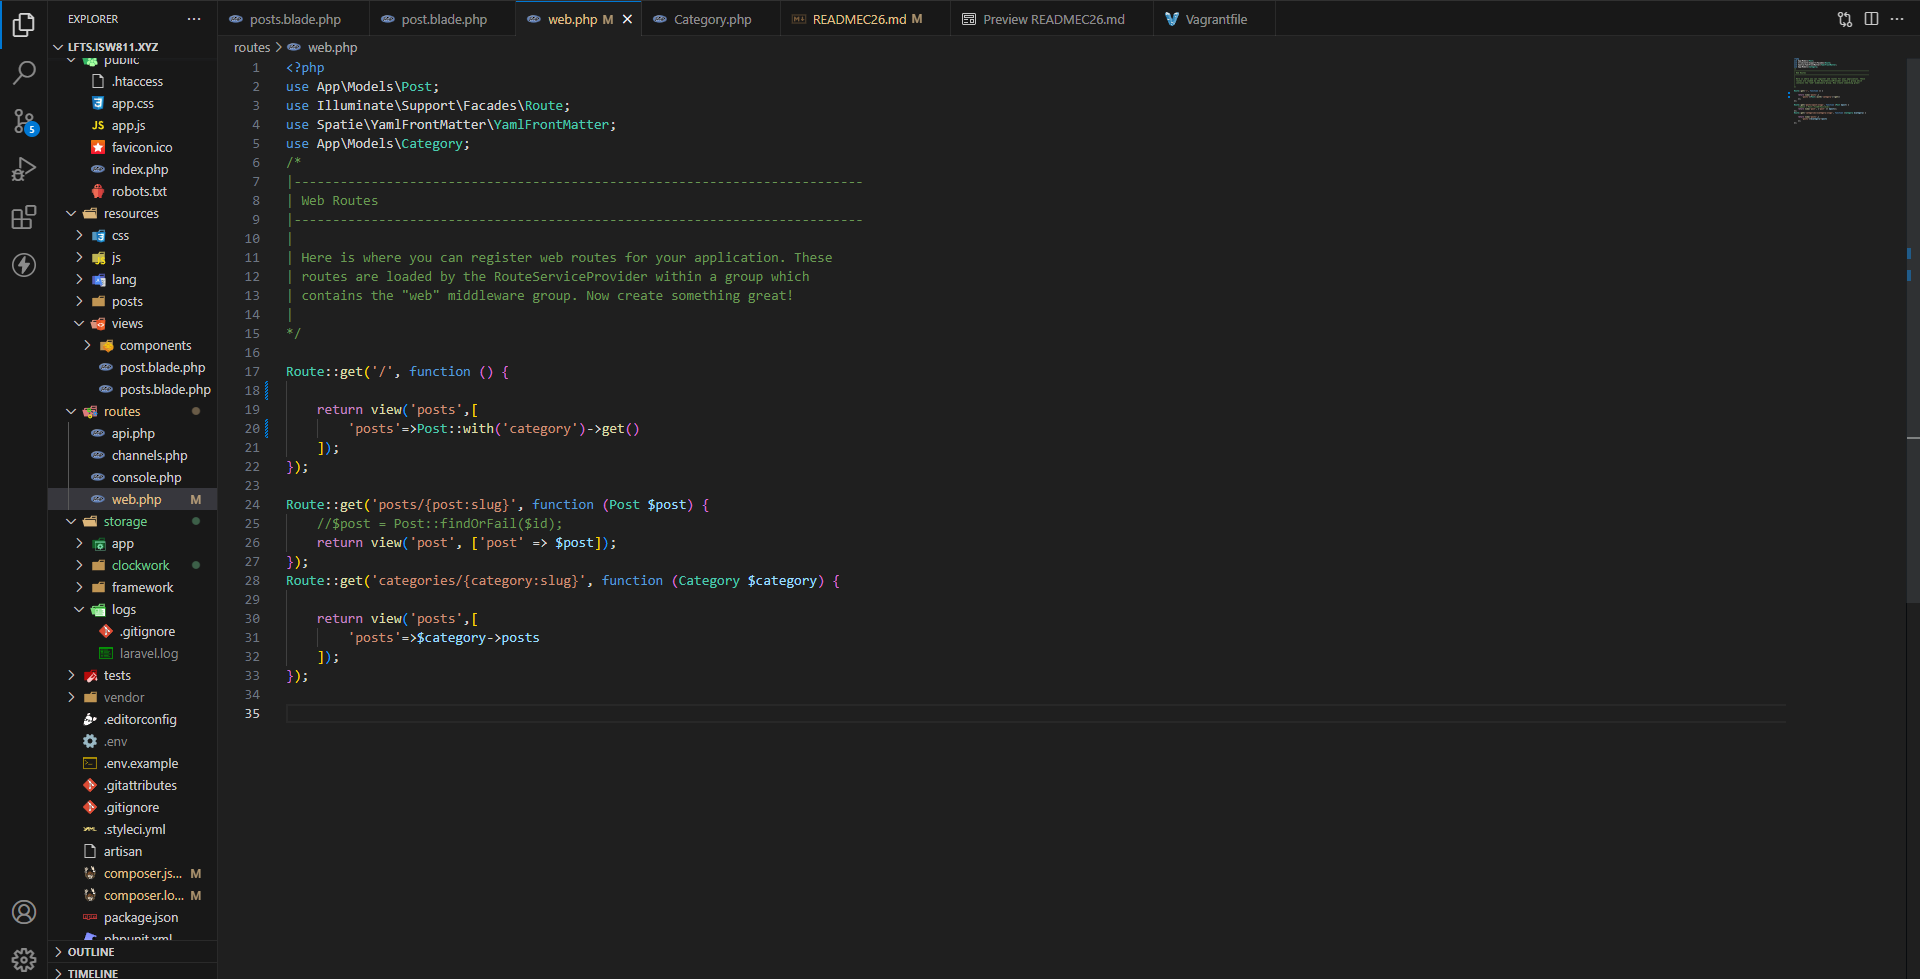 EXPLORER
LFTS.ISW811.XYZ
public
.htaccess
app.css
app.js
favicon.ico
index.php
robots.txt
resources
css
js
lang
posts
views
components
post.blade.php
posts.blade.php
routes
api.php
channels.php
console.php
web.php M
storage
app
clockwork
framework
logs
.gitignore
laravel.log
tests
vendor
.editorconfig
.env
.env.example
.gitattributes
.gitignore
.styleci.yml
artisan
composer.js... M
composer.lo... M
package.json
phpunit.xml
OUTLINE
TIMELINE
5
posts.blade.php
post.blade.php
web.php M
Category.php
READMEC26.md M
Preview READMEC26.md
Vagrantfile
routes > web.php
1 <?php
2 use App\Models\Post;
3 use Illuminate\Support\Facades\Route;
4 use Spatie\YamlFrontMatter\YamlFrontMatter;
5 use App\Models\Category;
6 /*
7 |--------------------------------------------------------------------------
8 | Web Routes
9 |--------------------------------------------------------------------------
10 |
11 | Here is where you can register web routes for your application. These
12 | routes are loaded by the RouteServiceProvider within a group which
13 | contains the "web" middleware group. Now create something great!
14 |
15 */
16
17 Route::get('/', function () {
18
19 return view('posts',[
20 'posts'=>Post::with('category')->get()
21 ]);
22 });
23
24 Route::get('posts/{post:slug}', function (Post $post) {
25 //$post = Post::findOrFail($id);
26 return view('post', ['post' => $post]);
27 });
28 Route::get('categories/{category:slug}', function (Category $category) {
29
30 return view('posts',[
31 'posts'=>$category->posts
32 ]);
33 });
34
35